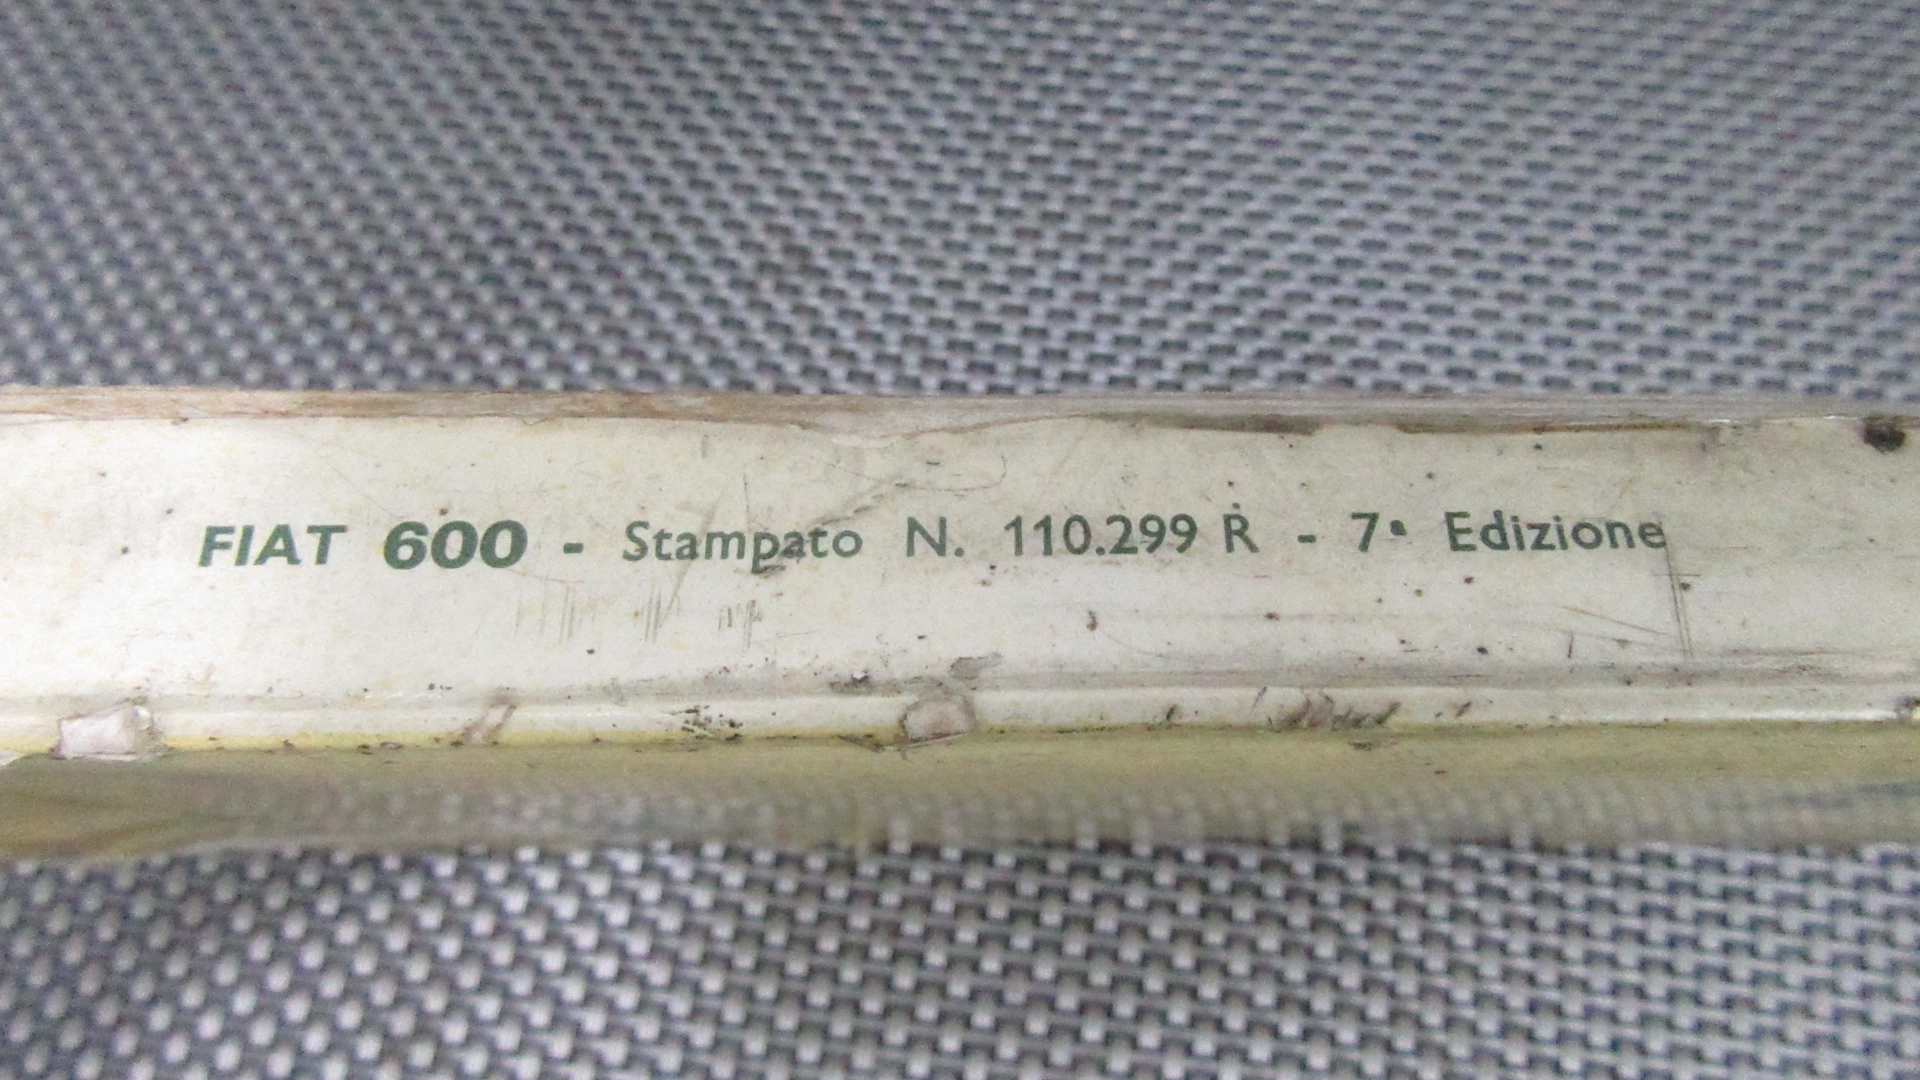 FIAT 600 - Stampato N. 110.299 R - 7ª Edizione